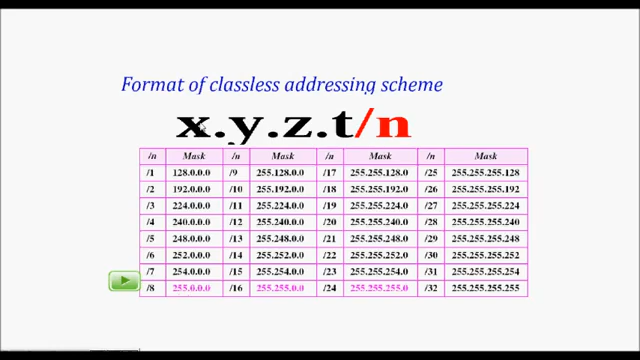 Format of classless addressing scheme
x.y.z.t/n
/n Mask /n Mask /n Mask /n Mask
/1 128.0.0.0 /9 255.128.0.0 /17 255.255.128.0 /25 255.255.255.128
/2 192.0.0.0 /10 255.192.0.0 /18 255.255.192.0 /26 255.255.255.192
/3 224.0.0.0 /11 255.224.0.0 /19 255.255.224.0 /27 255.255.255.224
/4 240.0.0.0 /12 255.240.0.0 /20 255.255.240.0 /28 255.255.255.240
/5 248.0.0.0 /13 255.248.0.0 /21 255.255.248.0 /29 255.255.255.248
/6 252.0.0.0 /14 255.252.0.0 /22 255.255.252.0 /30 255.255.255.252
/7 254.0.0.0 /15 255.254.0.0 /23 255.255.254.0 /31 255.255.255.254
/8 255.0.0.0 /16 255.255.0.0 /24 255.255.255.0 /32 255.255.255.255